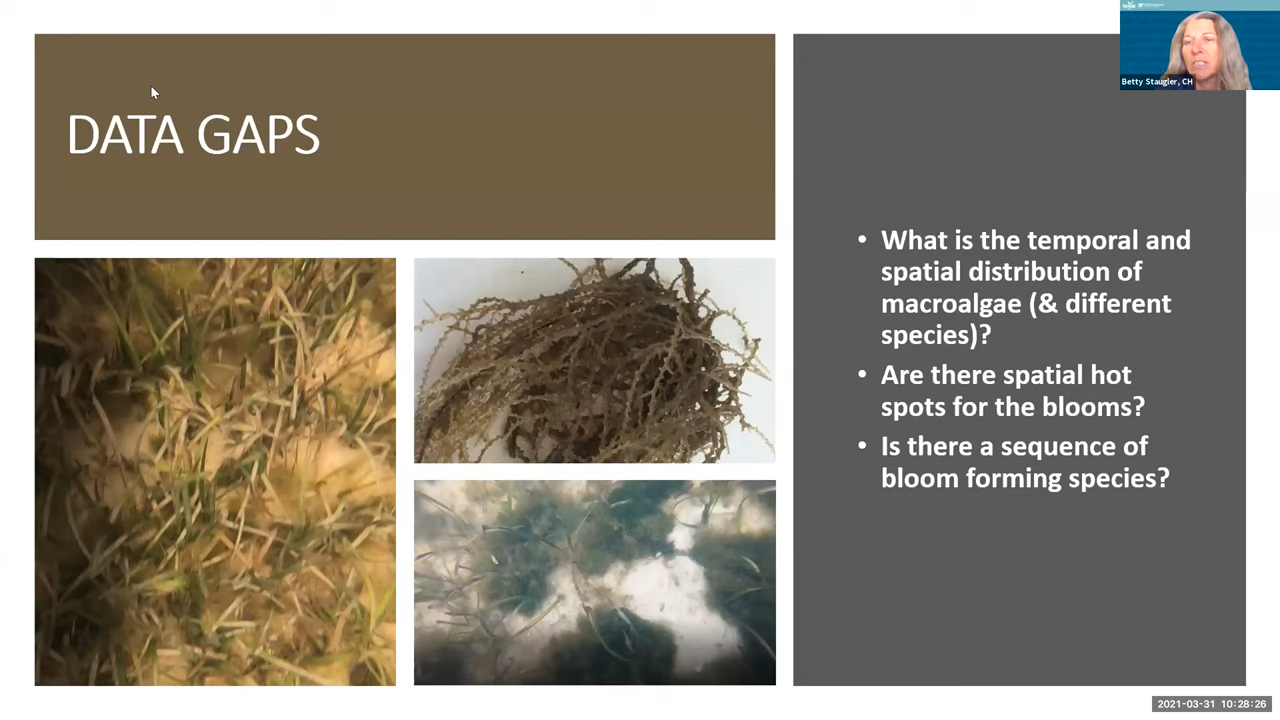 Betty Staugler, CH
DATA GAPS
• What is the temporal and
spatial distribution of
macroalgae (& different
species)?
• Are there spatial hot
spots for the blooms?
• Is there a sequence of
bloom forming species?
2021-03-31 10:28:26